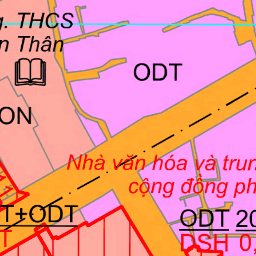 g. THCS
n Thân
ODT
ON
Nhà văn hóa và trun
cộng đồng ph
T+ODT
ODT 20
T
DSH 0,